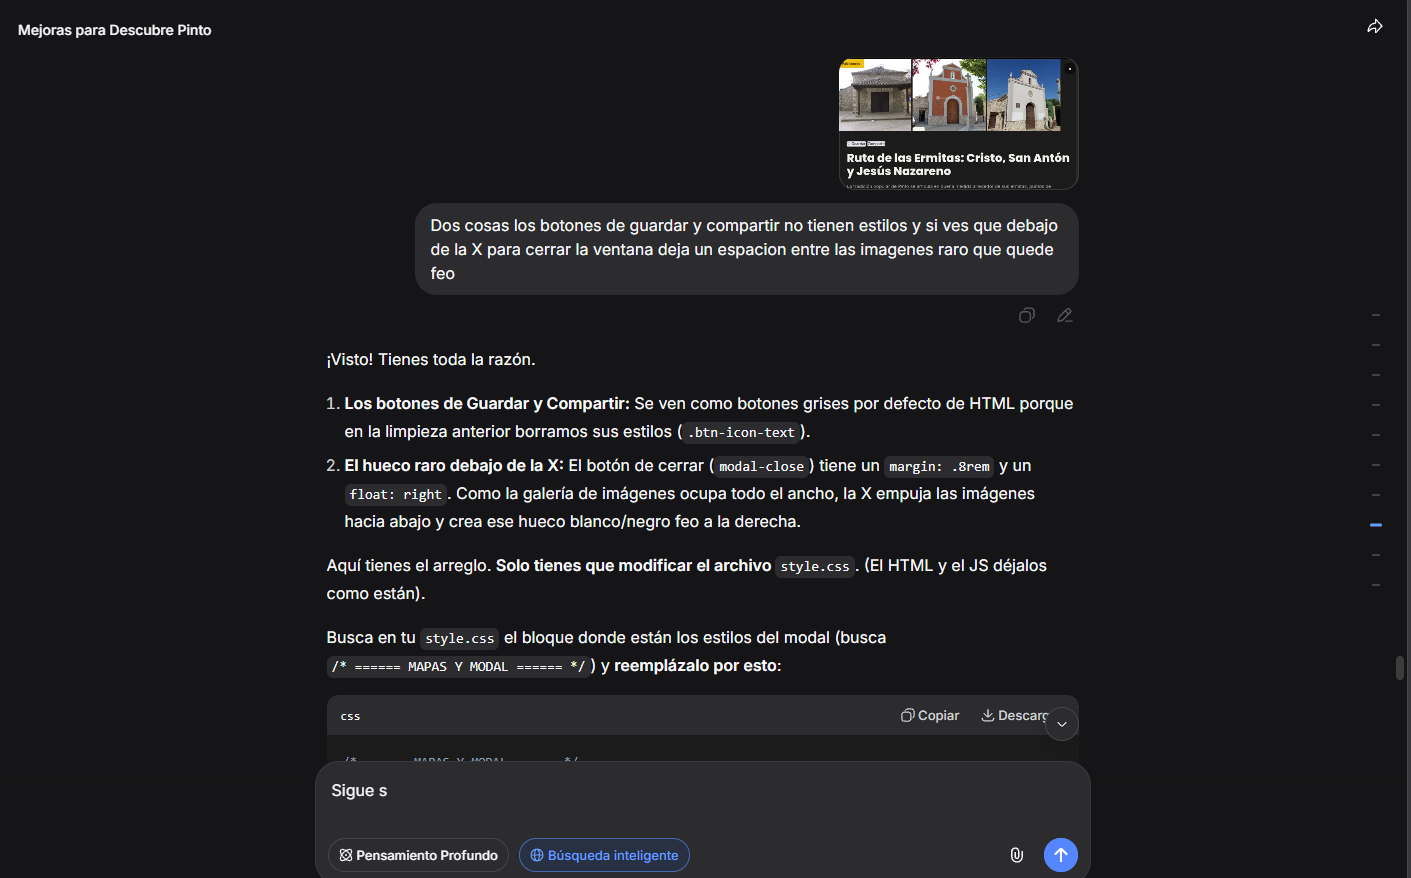 Mejoras para Descubre Pinto
Ruta de las Ermitas: Cristo, San Antón
y Jesús Nazareno
Dos cosas los botones de guardar y compartir no tienen estilos y si ves que debajo
de la X para cerrar la ventana deja un espacion entre las imagenes raro que quede
feo
¡Visto! Tienes toda la razón.
1. Los botones de Guardar y Compartir: Se ven como botones grises por defecto de HTML porque
en la limpieza anterior borramos sus estilos ( .btn-icon-text ).
2. El hueco raro debajo de la X: El botón de cerrar ( modal-close ) tiene un margin: .8rem y un
float: right . Como la galería de imágenes ocupa todo el ancho, la X empuja las imágenes
hacia abajo y crea ese hueco blanco/negro feo a la derecha.
Aquí tienes el arreglo. Solo tienes que modificar el archivo style.css . (El HTML y el JS déjalos
como están).
Busca en tu style.css el bloque donde están los estilos del modal (busca
/* ====== MAPAS Y MODAL ====== */ ) y reemplázalo por esto:
css
Copiar
Descarg
/* MAPAS Y MODAL */
Sigue s
Pensamiento Profundo
Búsqueda inteligente